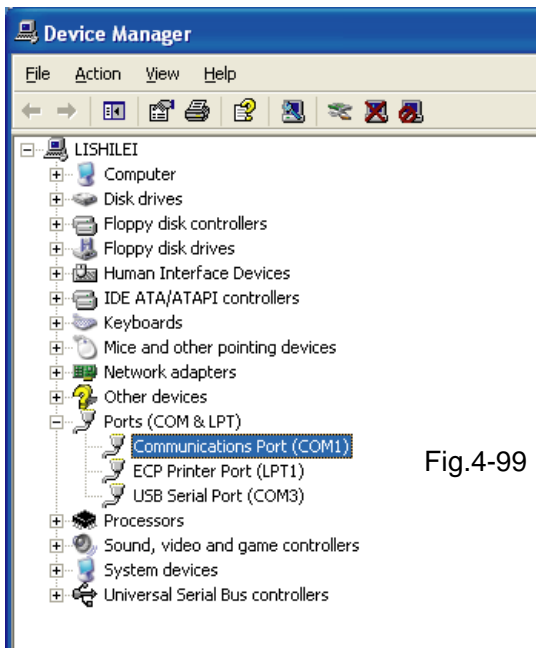 Device Manager
File Action View Help
LISHILEI
Computer
Disk drives
Floppy disk controllers
Floppy disk drives
Human Interface Devices
IDE ATA/ATAPI controllers
Keyboards
Mice and other pointing devices
Network adapters
Other devices
Ports (COM & LPT)
Communications Port (COM1)
ECP Printer Port (LPT1)
USB Serial Port (COM3)
Processors
Sound, video and game controllers
System devices
Universal Serial Bus controllers
Fig.4-99